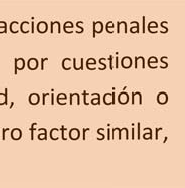 acciones penales
por cuestiones
d, orientación o
ro factor similar,